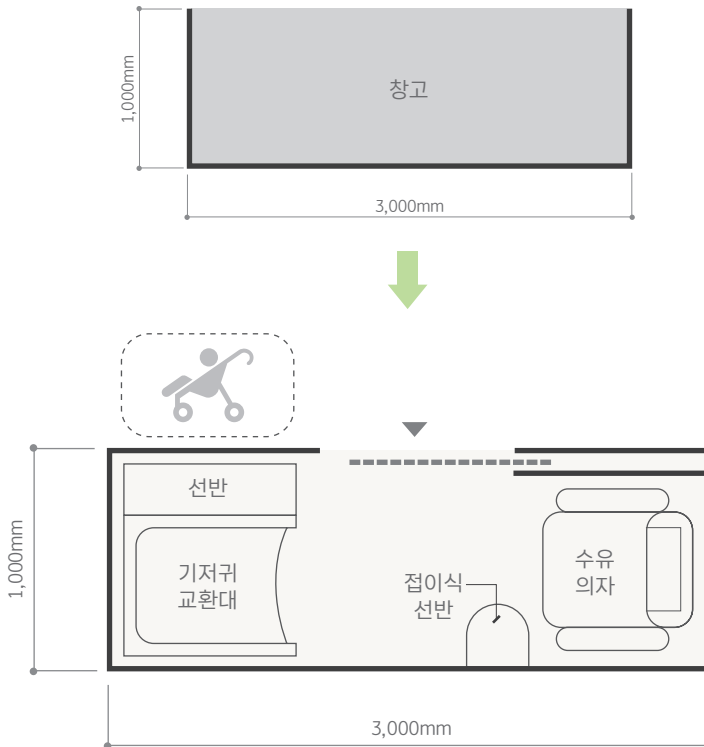 1,000mm
창고
3,000mm
선반
1,000mm
기저귀
교환대
접이식
선반
수유
의자
3,000mm